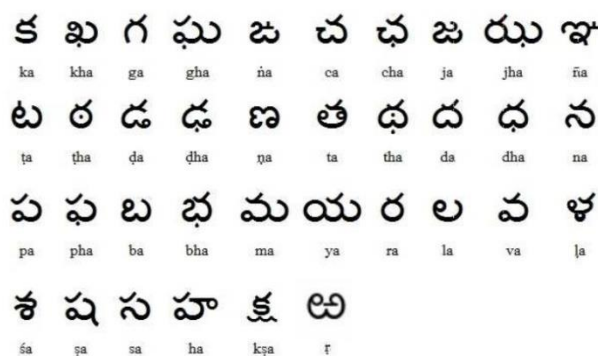 క ఖ గ ఘ ఙ చ ఛ జ ఝ ఞ
ka kha ga gha ṅa ca cha ja jha ña
ట ఠ డ ఢ ణ త థ ద ధ న
ṭa ṭha ḍa ḍha ṇa ta tha da dha na
ప ఫ బ భ మ య ర ల వ ళ
pa pha ba bha ma ya ra la va ḷa
శ ష స హ క్ష ఱ
śa ṣa sa ha kṣa ṛ